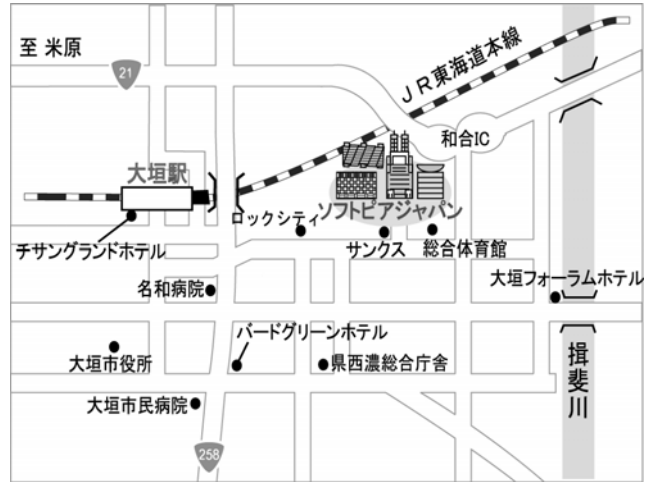 至 米原
21
JR東海道本線
和合IC
大垣駅
ロックシティ
ソフトピアジャパン
チサングランドホテル
サンクス
総合体育館
名和病院
大垣フォーラムホテル
バードグリーンホテル
大垣市役所
県西濃総合庁舎
揖斐川
大垣市民病院
258